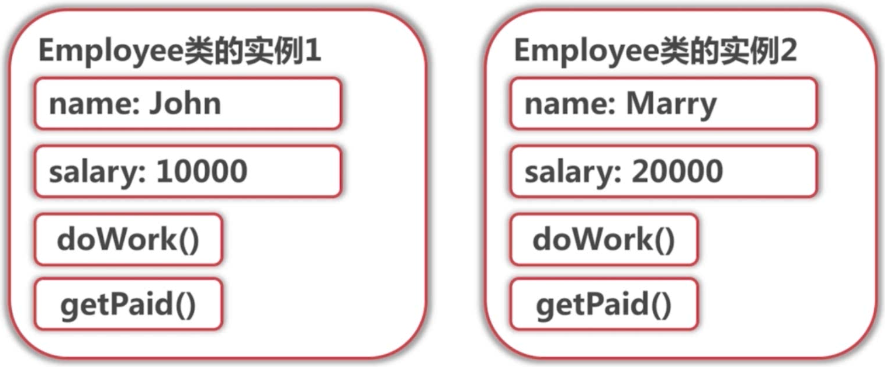 Employee类的实例1
name: John
salary: 10000
doWork()
getPaid()
Employee类的实例2
name: Marry
salary: 20000
doWork()
getPaid()